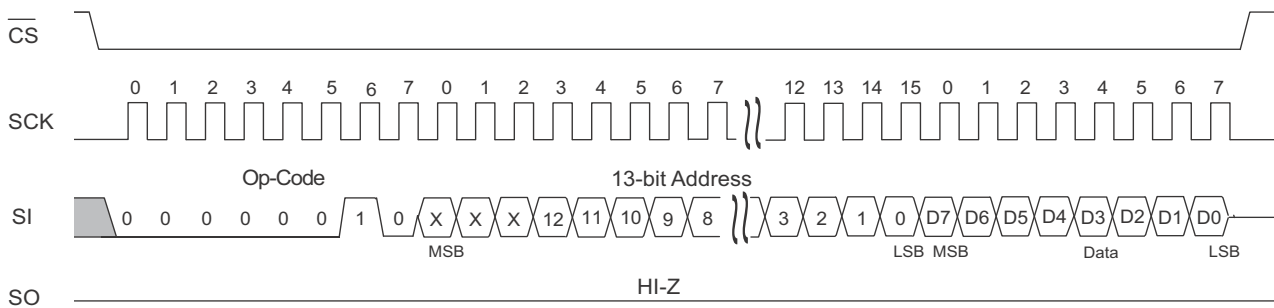 CS
0 1 2 3 4 5 6 7 0 1 2 3 4 5 6 7 12 13 14 15 0 1 2 3 4 5 6 7
SCK
Op-Code 13-bit Address
SI 0 0 0 0 0 0 1 0 X X X 12 11 10 9 8 3 2 1 0 D7 D6 D5 D4 D3 D2 D1 D0
MSB LSB MSB Data LSB
HI-Z
SO